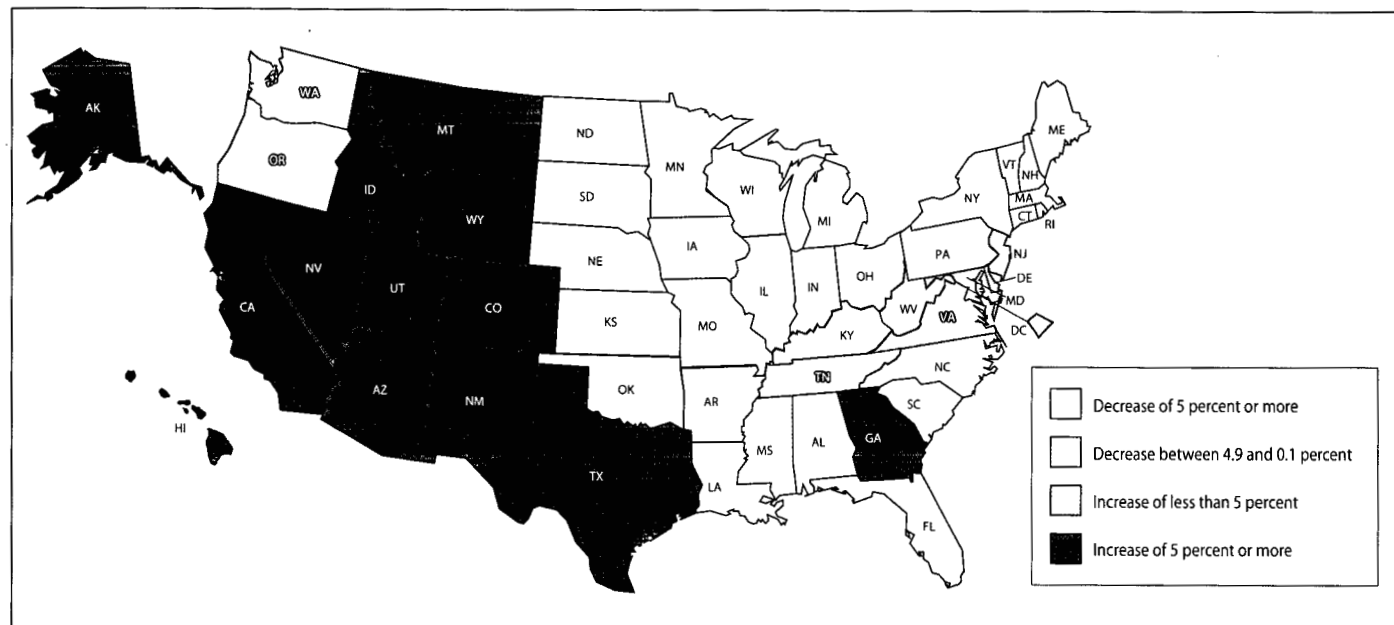 AK
WA
MT
ND
ME
OR
MN
VT
NH
ID
SD
WI
NY
MA
WY
MI
CT
RI
IA
PA
NJ
NV
NE
OH
DE
UT
IL
IN
MD
CA
CO
WV
VA
DC
KS
MO
KY
NC
AZ
NM
OK
TN
AR
SC
HI
MS
AL
GA
TX
LA
FL
Decrease of 5 percent or more
Decrease between 4.9 and 0.1 percent
Increase of less than 5 percent
Increase of 5 percent or more